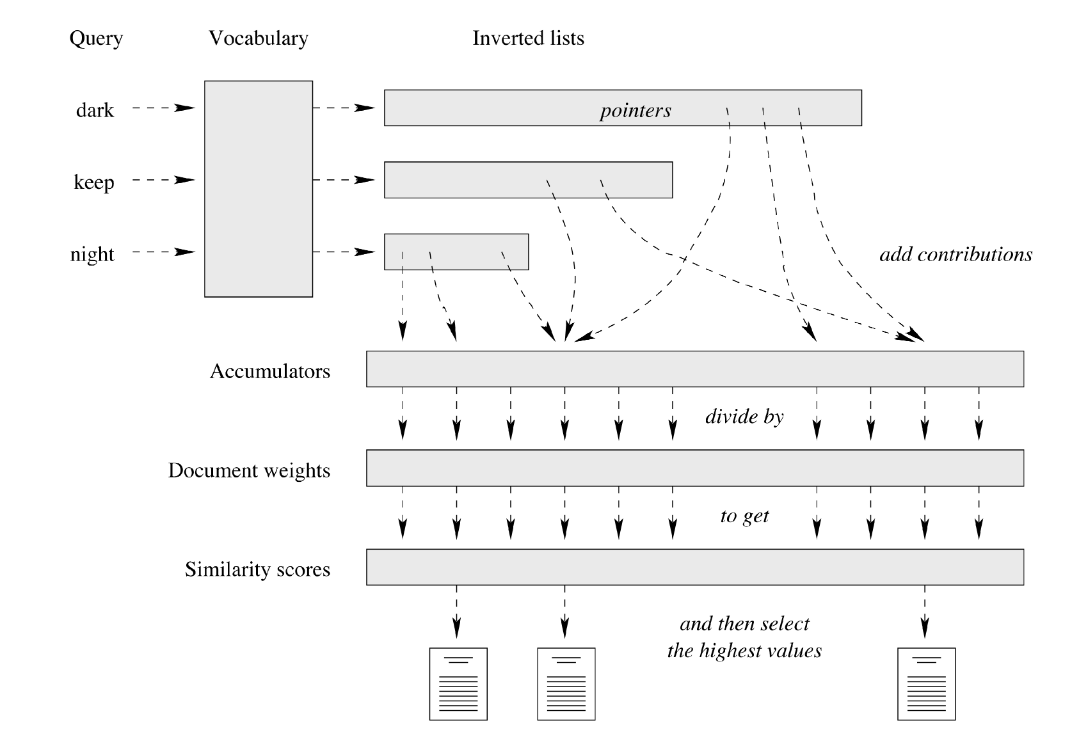 Query Vocabulary Inverted lists
dark
pointers
keep
night
add contributions
Accumulators
divide by
Document weights
to get
Similarity scores
and then select
the highest values